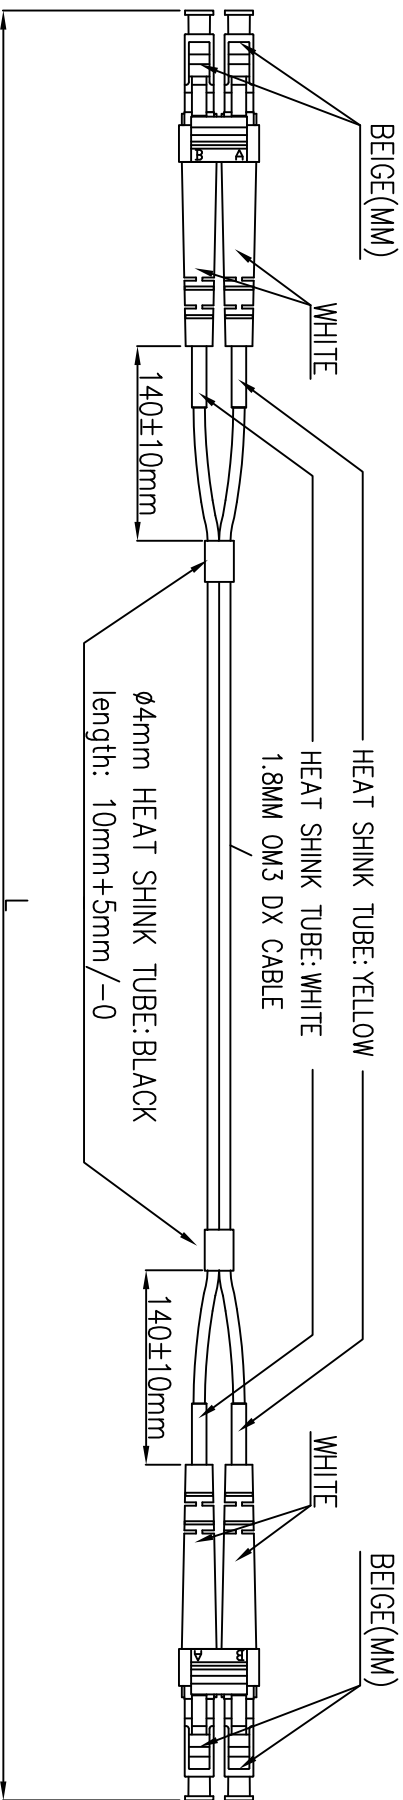 BEIGE(MM)
WHITE
B A
140±10mm
HEAT SHINK TUBE:YELLOW
HEAT SHINK TUBE:WHITE
1.8MM OM3 DX CABLE
Ø4mm HEAT SHINK TUBE:BLACK
length: 10mm+5mm/-0
L
140±10mm
WHITE
BEIGE(MM)
A B